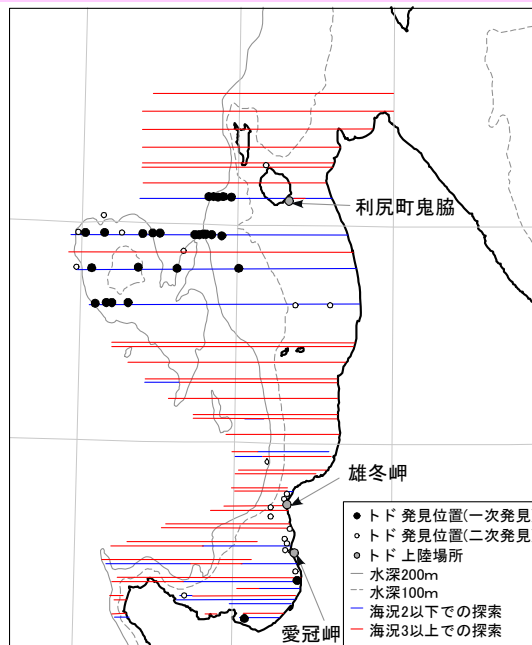 利尻町鬼脇
雄冬岬
トド 発見位置(一次発見
トド 発見位置(二次発見
トド 上陸場所
水深200m
水深100m
海況2以下での探索
海況3以上での探索
愛冠岬